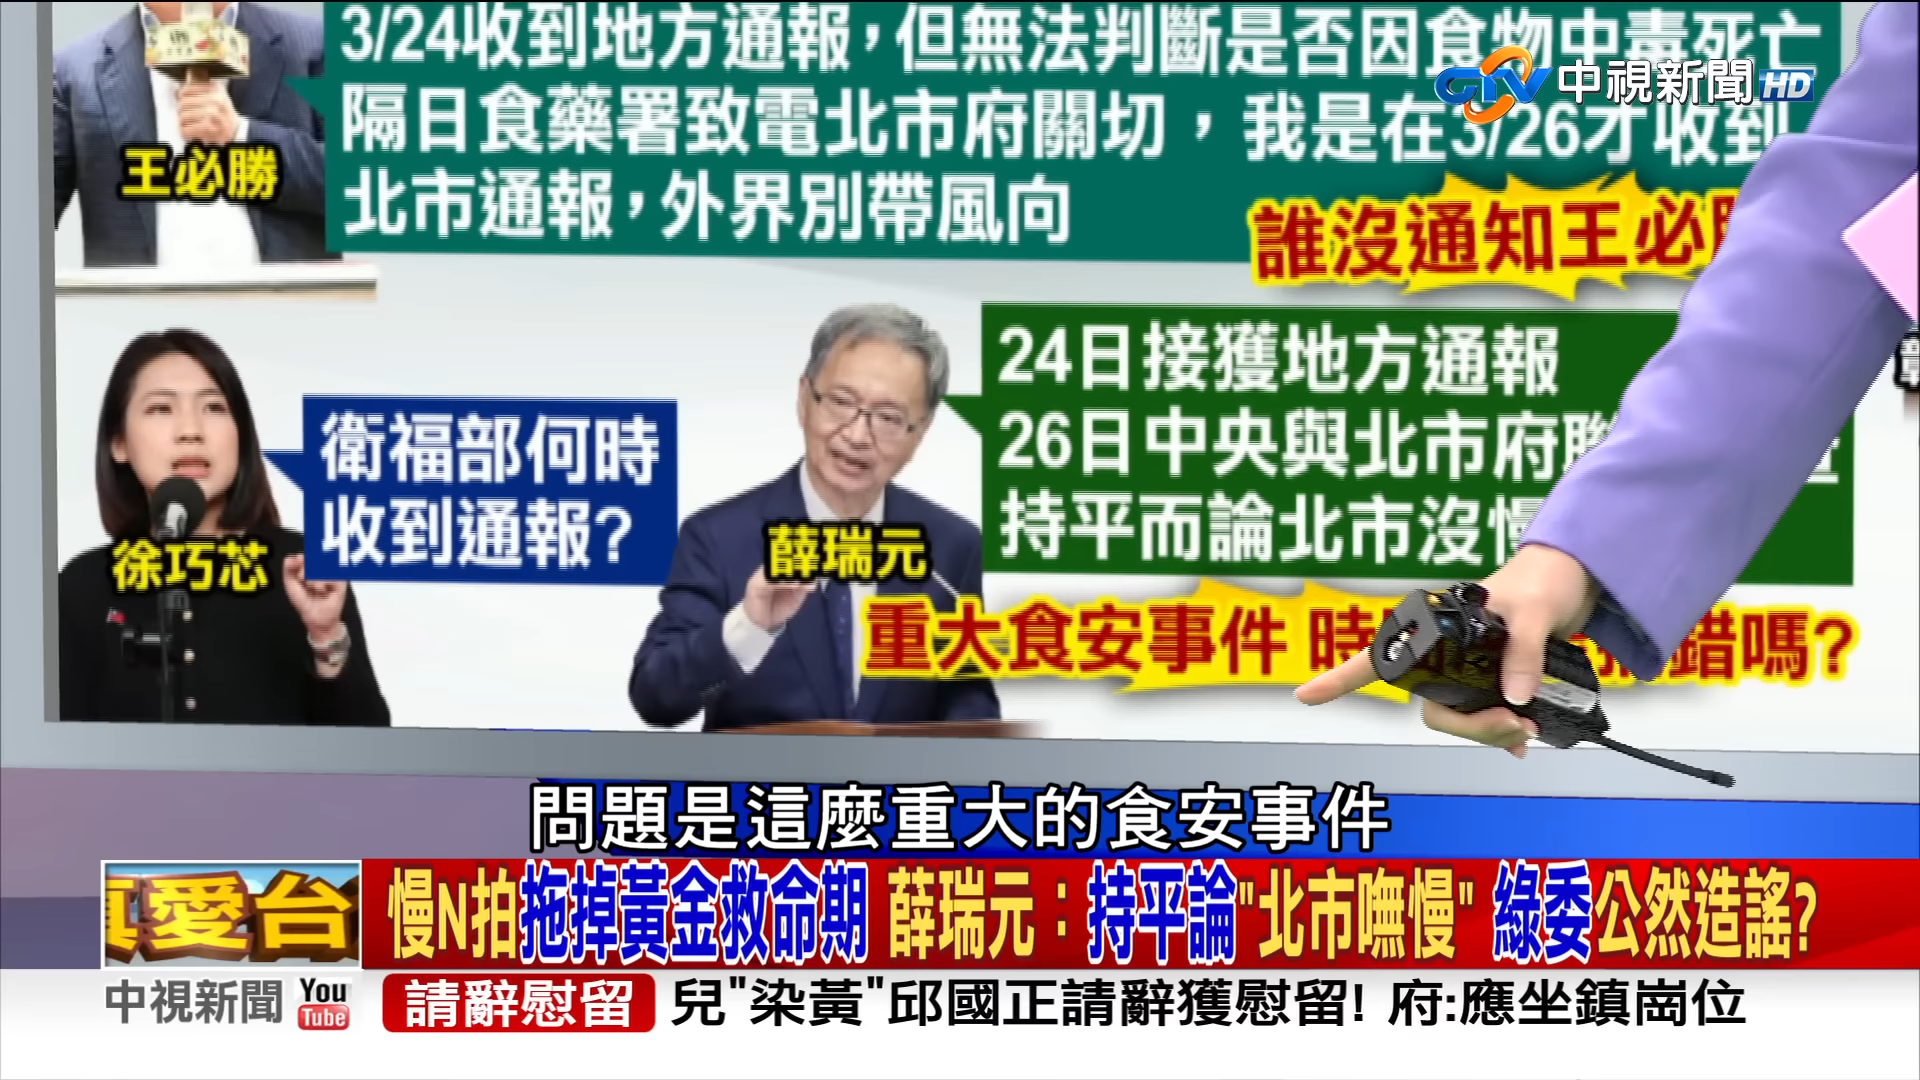 3/24收到地方通報，但無法判斷是否因食物中毒死亡
隔日食藥署致電北市府關切，我是在3/26才收到
北市通報，外界別帶風向
CTV中視新聞HD
王必勝
誰沒通知王必
24日接獲地方通報
26日中央與北市府
持平而論北市沒慢
衛福部何時
收到通報?
徐巧芯
薛瑞元
重大食安事件 時 錯嗎?
問題是這麼重大的食安事件
真愛台 慢N拍拖掉黃金救命期 薛瑞元：持平論"北市嘸慢" 綠委公然造謠?
中視新聞 YouTube 請辭慰留 兒"染黃"邱國正請辭獲慰留! 府:應坐鎮崗位